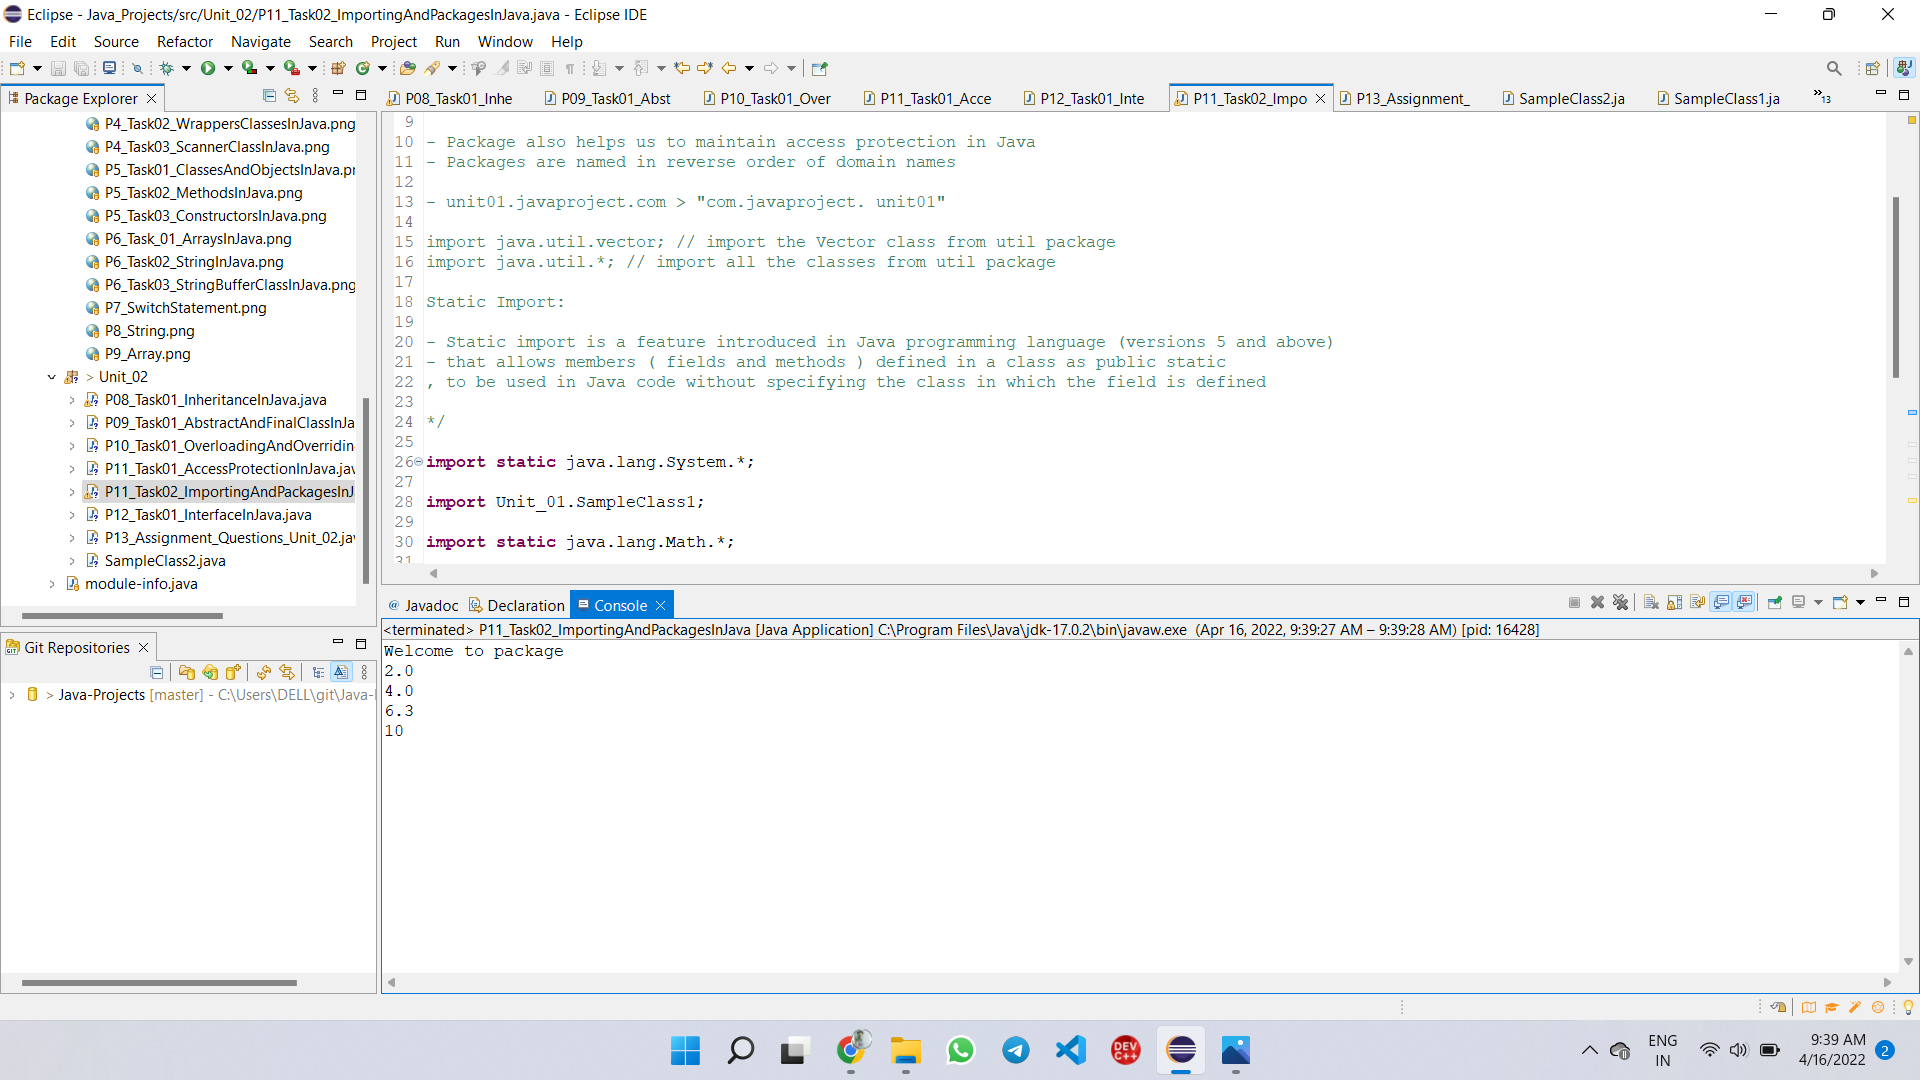 Eclipse - Java_Projects/src/Unit_02/P11_Task02_ImportingAndPackagesInJava.java - Eclipse IDE
File Edit Source Refactor Navigate Search Project Run Window Help
Package Explorer
P08_Task01_Inhe P09_Task01_Abst P10_Task01_Over P11_Task01_Acce P12_Task01_Inte P11_Task02_Impo P13_Assignment_ SampleClass2.ja SampleClass1.ja 13
P4_Task02_WrappersClassesInJava.png
P4_Task03_ScannerClassInJava.png
P5_Task01_ClassesAndObjectsInJava.pr
P5_Task02_MethodsInJava.png
P5_Task03_ConstructorsInJava.png
P6_Task_01_ArraysInJava.png
P6_Task02_StringInJava.png
P6_Task03_StringBufferClassInJava.png
P7_SwitchStatement.png
P8_String.png
P9_Array.png
> Unit_02
P08_Task01_InheritanceInJava.java
P09_Task01_AbstractAndFinalClassInJa
P10_Task01_OverloadingAndOverridin
P11_Task01_AccessProtectionInJava.jav
P11_Task02_ImportingAndPackagesInJ
P12_Task01_InterfaceInJava.java
P13_Assignment_Questions_Unit_02.jav
SampleClass2.java
module-info.java
9
10 - Package also helps us to maintain access protection in Java
11 - Packages are named in reverse order of domain names
12
13 - unit01.javaproject.com > "com.javaproject. unit01"
14
15 import java.util.vector; // import the Vector class from util package
16 import java.util.*; // import all the classes from util package
17
18 Static Import:
19
20 - Static import is a feature introduced in Java programming language (versions 5 and above)
21 - that allows members ( fields and methods ) defined in a class as public static
22 , to be used in Java code without specifying the class in which the field is defined
23
24 */
25
26 import static java.lang.System.*;
27
28 import Unit_01.SampleClass1;
29
30 import static java.lang.Math.*;
31
Git Repositories
> Java-Projects [master] - C:\Users\DELL\git\Java-
@ Javadoc Declaration Console
<terminated> P11_Task02_ImportingAndPackagesInJava [Java Application] C:\Program Files\Java\jdk-17.0.2\bin\javaw.exe (Apr 16, 2022, 9:39:27 AM – 9:39:28 AM) [pid: 16428]
Welcome to package
2.0
4.0
6.3
10
DEV C++
ENG
IN
9:39 AM
4/16/2022
2